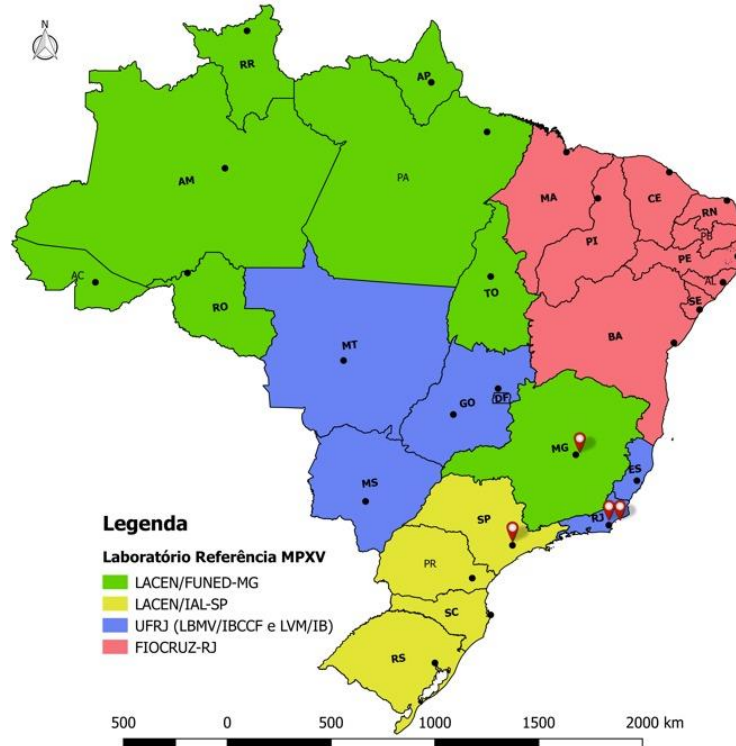 N
RR
AP
AM
PA
MA
CE
RN
PB
PI
PE
AL
SE
AC
RO
TO
BA
MT
GO
DF
MG
ES
MS
SP
RJ
PR
SC
RS
Legenda
Laboratório Referência MPXV
LACEN/FUNED-MG
LACEN/IAL-SP
UFRJ (LBMV/IBCCF e LVM/IB)
FIOCRUZ-RJ
500 0 500 1000 1500 2000 km